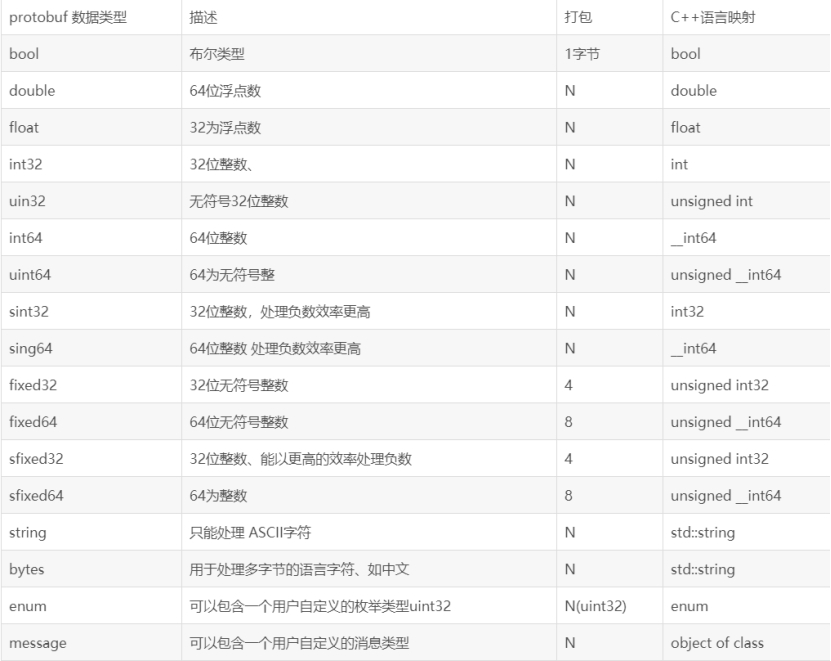 protobuf 数据类型 描述 打包 C++语言映射
bool 布尔类型 1字节 bool
double 64位浮点数 N double
float 32为浮点数 N float
int32 32位整数、 N int
uin32 无符号32位整数 N unsigned int
int64 64位整数 N __int64
uint64 64为无符号整 N unsigned __int64
sint32 32位整数，处理负数效率更高 N int32
sing64 64位整数 处理负数效率更高 N __int64
fixed32 32位无符号整数 4 unsigned int32
fixed64 64位无符号整数 8 unsigned __int64
sfixed32 32位整数、能以更高的效率处理负数 4 unsigned int32
sfixed64 64为整数 8 unsigned __int64
string 只能处理 ASCII字符 N std::string
bytes 用于处理多字节的语言字符、如中文 N std::string
enum 可以包含一个用户自定义的枚举类型uint32 N(uint32) enum
message 可以包含一个用户自定义的消息类型 N object of class